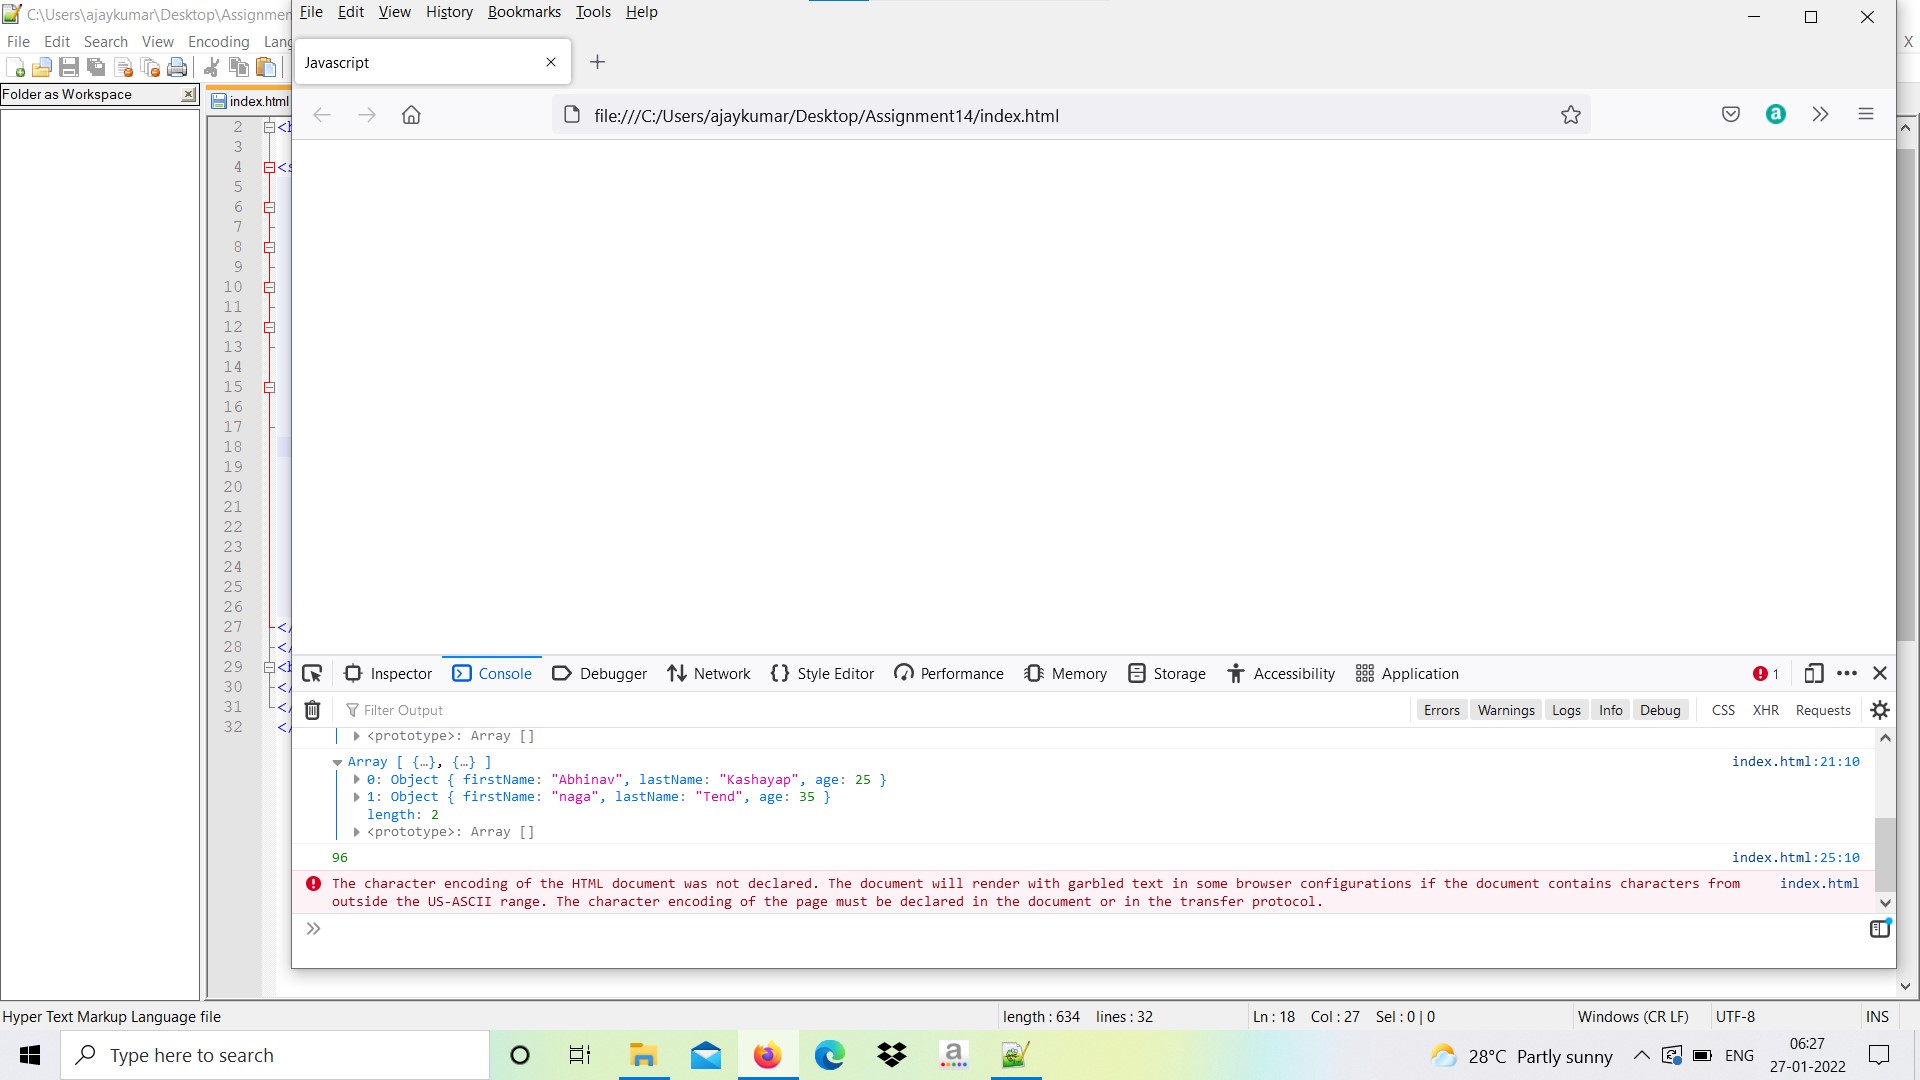 C:\Users\ajaykumar\Desktop\Assignmen
File Edit Search View Encoding Lang
X
Folder as Workspace
index.html
2
3
4
5
6
7
8
9
10
11
12
13
14
15
16
17
18
19
20
21
22
23
24
25
26
27
28
29
30
31
32
File Edit View History Bookmarks Tools Help
Javascript
file:///C:/Users/ajaykumar/Desktop/Assignment14/index.html
Inspector Console Debugger Network Style Editor Performance Memory Storage Accessibility Application 1
Filter Output Errors Warnings Logs Info Debug CSS XHR Requests
<prototype>: Array []
Array [ {…}, {…} ] index.html:21:10
0: Object { firstName: "Abhinav", lastName: "Kashayap", age: 25 }
1: Object { firstName: "naga", lastName: "Tend", age: 35 }
length: 2
<prototype>: Array []
96 index.html:25:10
The character encoding of the HTML document was not declared. The document will render with garbled text in some browser configurations if the document contains characters from index.html
outside the US-ASCII range. The character encoding of the page must be declared in the document or in the transfer protocol.
Hyper Text Markup Language file length : 634 lines : 32 Ln : 18 Col : 27 Sel : 0 | 0 Windows (CR LF) UTF-8 INS
Type here to search 28°C Partly sunny ENG 06:27
27-01-2022